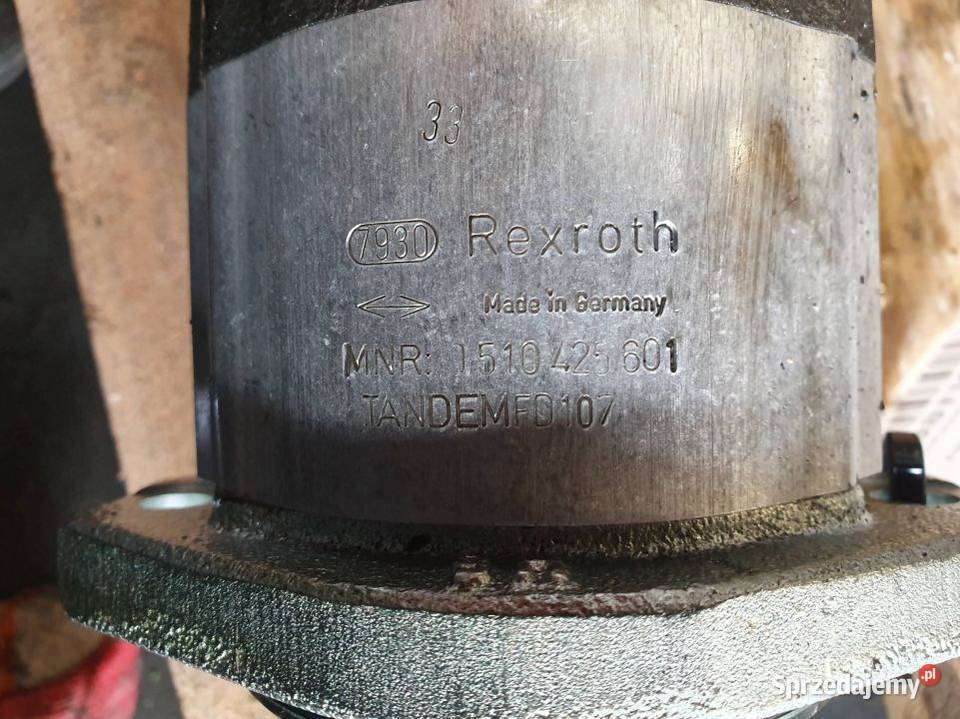 33
7930 Rexroth
Made in Germany
MNR: 1510 425 601
TANDEMFD107
Sprzedajemy.pl